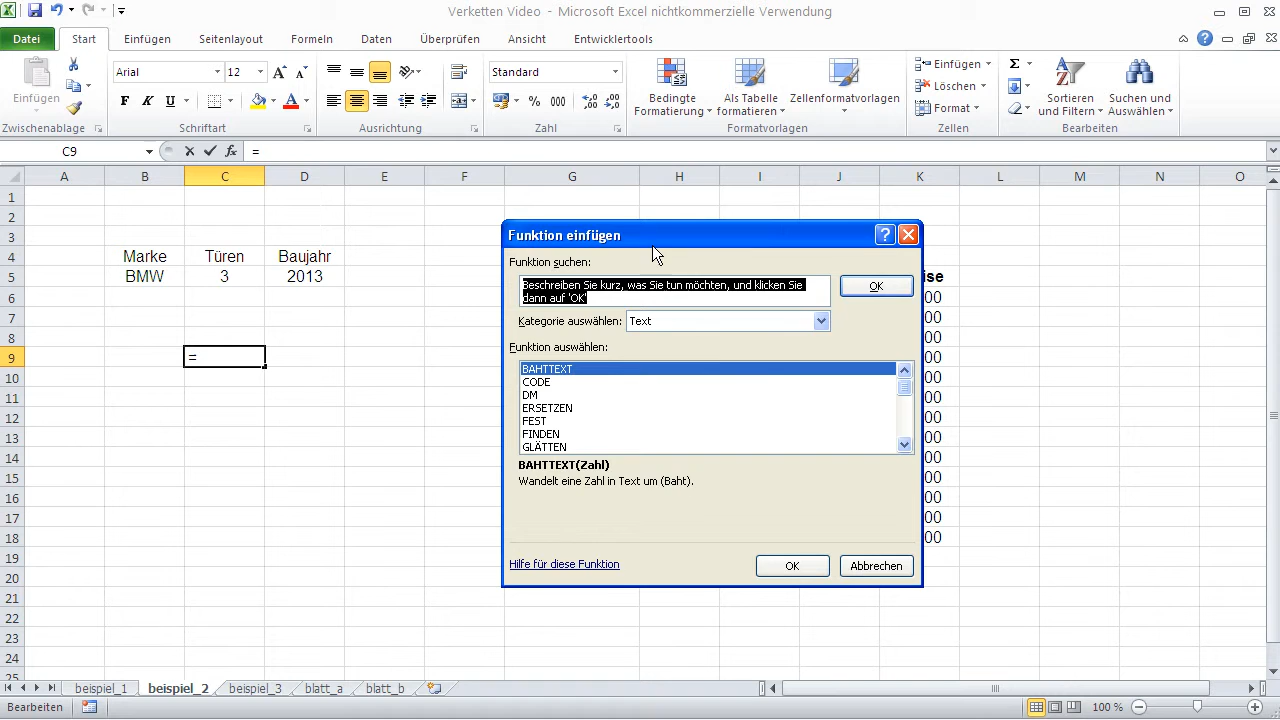 Verketten Video - Microsoft Excel nichtkommerzielle Verwendung
Datei Start Einfügen Seitenlayout Formeln Daten Überprüfen Ansicht Entwicklertools
Einfügen
Arial 12
F K U
Standard
% 000
Bedingte Formatierung
Als Tabelle formatieren
Zellenformatvorlagen
Einfügen
Löschen
Format
Σ
Sortieren und Filtern
Suchen und Auswählen
Zwischenablage Schriftart Ausrichtung Zahl Formatvorlagen Zellen Bearbeiten
C9 fx =
A B C D E F G H I J K L M N O
1
2
3
4 Marke Türen Baujahr
5 BMW 3 2013 ise
6 00
7 00
8 00
9 = 00
10 00
11 00
12 00
13 00
14 00
15 00
16 00
17 00
18 00
19
20
21
22
23
24
25
Funktion einfügen
Funktion suchen:
Beschreiben Sie kurz, was Sie tun möchten, und klicken Sie
dann auf 'OK'
OK
Kategorie auswählen: Text
Funktion auswählen:
BAHTTEXT
CODE
DM
ERSETZEN
FEST
FINDEN
GLÄTTEN
BAHTTEXT(Zahl)
Wandelt eine Zahl in Text um (Baht).
Hilfe für diese Funktion OK Abbrechen
beispiel_1 beispiel_2 beispiel_3 blatt_a blatt_b
Bearbeiten 100 %